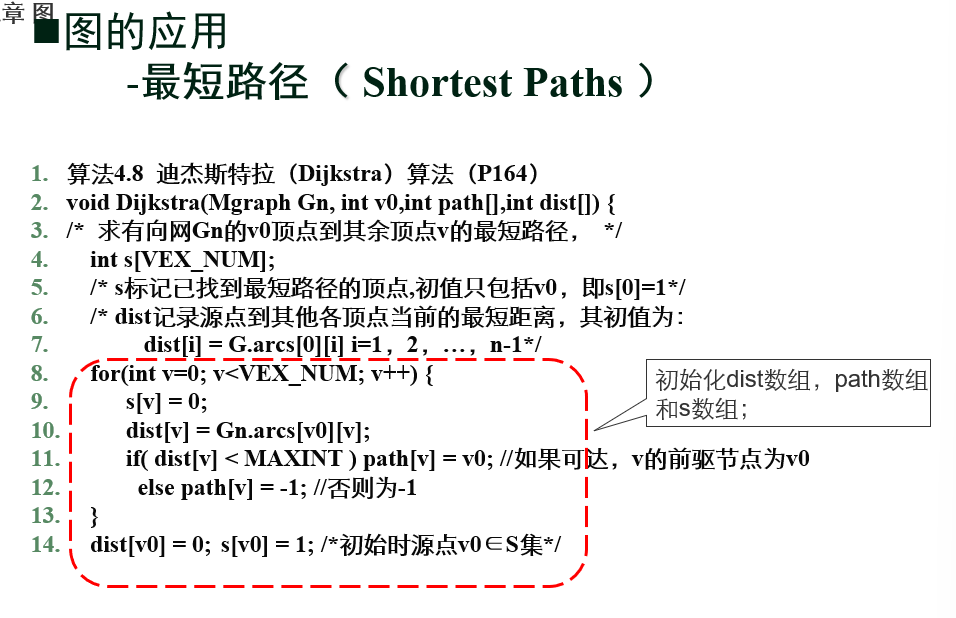 章 图
■图的应用
-最短路径（ Shortest Paths ）
1. 算法4.8 迪杰斯特拉（Dijkstra）算法（P164）
2. void Dijkstra(Mgraph Gn, int v0,int path[],int dist[]) {
3. /* 求有向网Gn的v0顶点到其余顶点v的最短路径， */
4. int s[VEX_NUM];
5. /* s标记已找到最短路径的顶点,初值只包括v0，即s[0]=1*/
6. /* dist记录源点到其他各顶点当前的最短距离，其初值为：
7. dist[i] = G.arcs[0][i] i=1，2，…，n-1*/
8. for(int v=0; v<VEX_NUM; v++) {
9. s[v] = 0;
10. dist[v] = Gn.arcs[v0][v];
11. if( dist[v] < MAXINT ) path[v] = v0; //如果可达，v的前驱节点为v0
12. else path[v] = -1; //否则为-1
13. }
14. dist[v0] = 0; s[v0] = 1; /*初始时源点v0∈S集*/
初始化dist数组，path数组
和s数组；